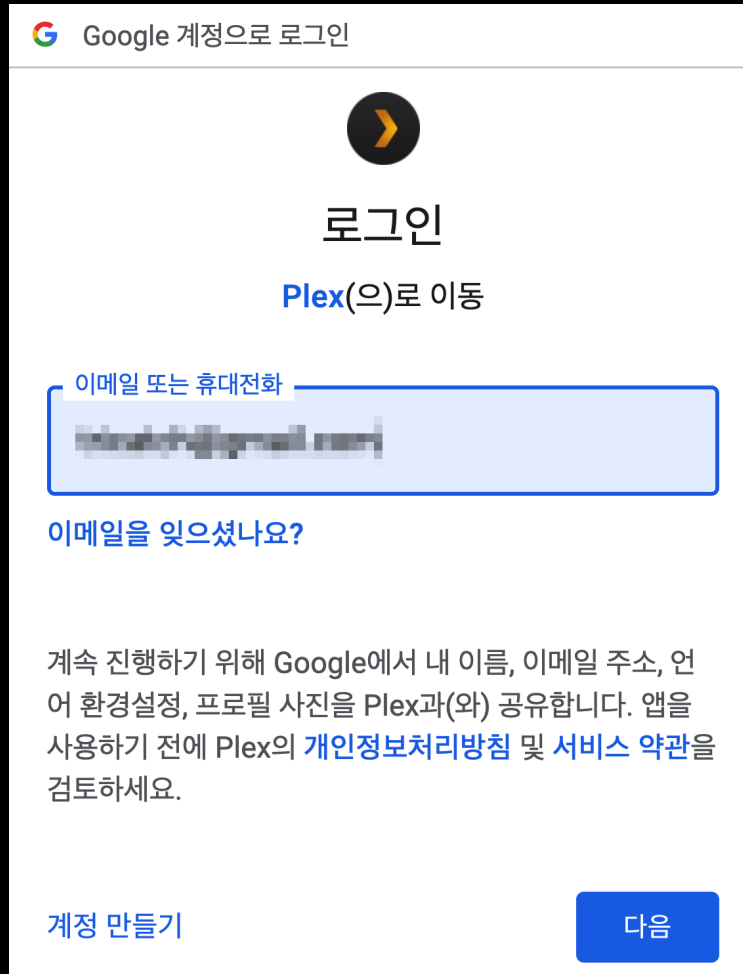 Google 계정으로 로그인
로그인
Plex(으)로 이동
이메일 또는 휴대전화
이메일을 잊으셨나요?
계속 진행하기 위해 Google에서 내 이름, 이메일 주소, 언
어 환경설정, 프로필 사진을 Plex과(와) 공유합니다. 앱을
사용하기 전에 Plex의 개인정보처리방침 및 서비스 약관을
검토하세요.
계정 만들기
다음